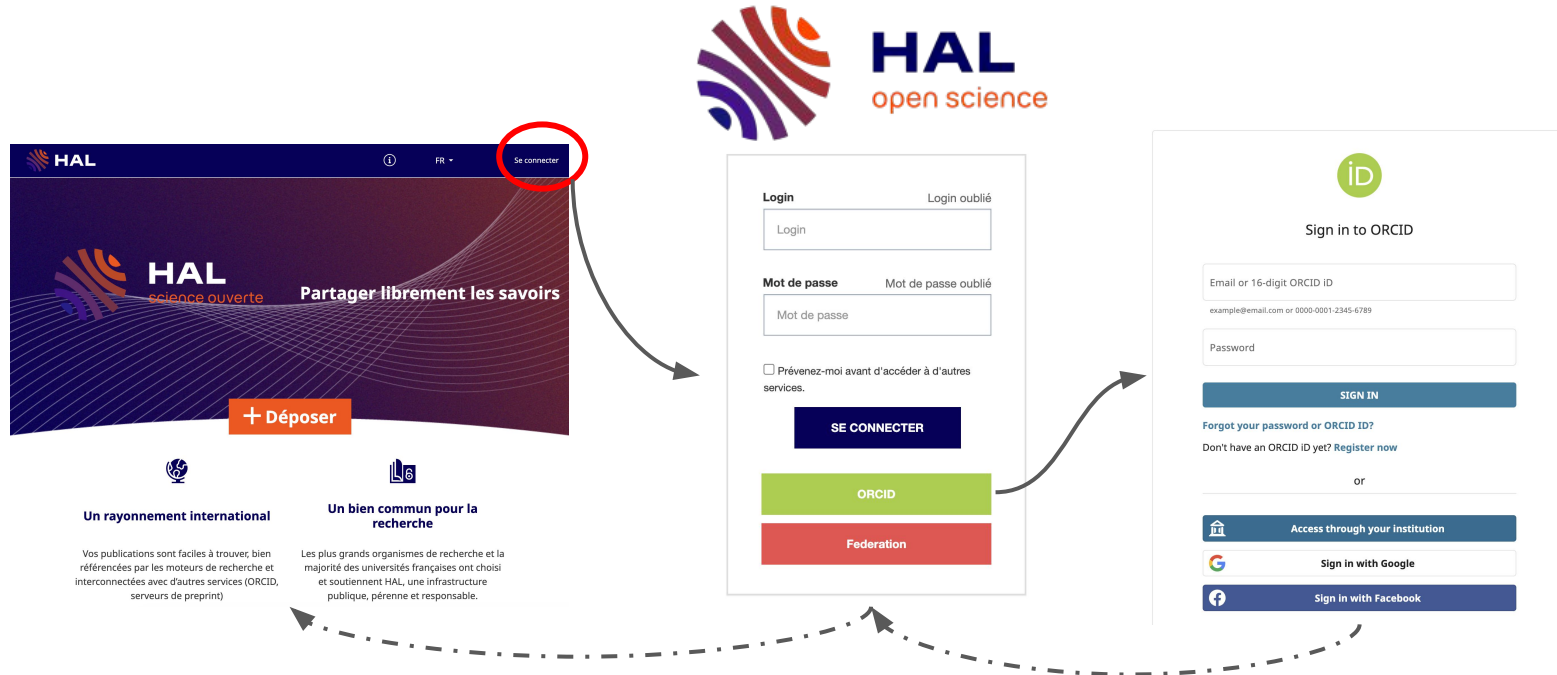 HAL
open science
HAL
FR
Se connecter
HAL
science ouverte
Partager librement les savoirs
+ Déposer
Un rayonnement international
Vos publications sont faciles à trouver, bien
référencées par les moteurs de recherche et
interconnectées avec d'autres services (ORCID,
serveurs de preprint)
Un bien commun pour la
recherche
Les plus grands organismes de recherche et la
majorité des universités françaises ont choisi
et soutiennent HAL, une infrastructure
publique, pérenne et responsable.
Login Login oublié
Login
Mot de passe Mot de passe oublié
Mot de passe
Prévenez-moi avant d'accéder à d'autres
services.
SE CONNECTER
ORCID
Federation
iD
Sign in to ORCID
Email or 16-digit ORCID iD
example@email.com or 0000-0001-2345-6789
Password
SIGN IN
Forgot your password or ORCID ID?
Don't have an ORCID iD yet? Register now
or
Access through your institution
Sign in with Google
Sign in with Facebook